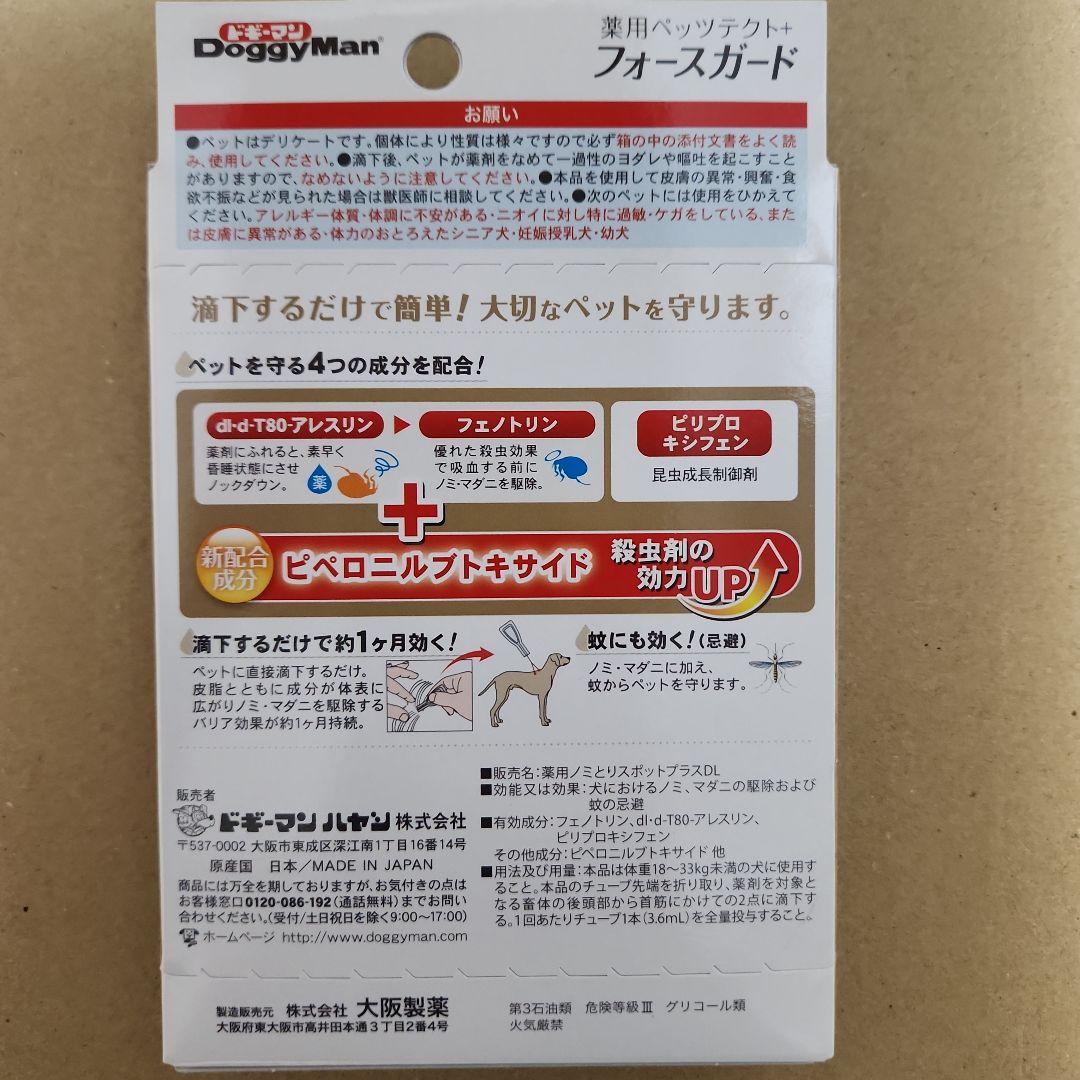 ドギーマン
DoggyMan®
薬用ペッツテクト+
フォースガード
お願い
●ペットはデリケートです。個体により性質は様々ですので必ず箱の中の添付文書をよく読
み、使用してください。●滴下後、ペットが薬剤をなめて一過性のヨダレや嘔吐を起こすこと
がありますので、なめないように注意してください。●本品を使用して皮膚の異常・興奮・食
欲不振などが見られた場合は獣医師に相談してください。●次のペットには使用をひかえて
ください。アレルギー体質・体調に不安がある・ニオイに対し特に過敏・ケガをしている、また
は皮膚に異常がある・体力のおとろえたシニア犬・妊娠授乳犬・幼犬
滴下するだけで簡単!大切なペットを守ります。
ペットを守る4つの成分を配合!
dl·d-T80-アレスリン
薬剤にふれると、素早く
昏睡状態にさせ
ノックダウン。
薬
フェノトリン
優れた殺虫効果
で吸血する前に
ノミ・マダニを駆除。
ピリプロ
キシフェン
昆虫成長制御剤
+
新配合
成分
ピペロニルブトキサイド
殺虫剤の
効力UP
滴下するだけで約1ヶ月効く!
ペットに直接滴下するだけ。
皮脂とともに成分が体表に
広がりノミ・マダニを駆除する
バリア効果が約1ヶ月持続。
蚊にも効く!(忌避)
ノミ・マダニに加え、
蚊からペットを守ります。
販売者
ドギーマンハヤシ株式会社
〒537-0002 大阪市東成区深江南1丁目16番14号
原産国 日本/MADE IN JAPAN
商品には万全を期しておりますが、お気付きの点は
お客様窓口0120-086-192(通話無料)までお問い
合わせください。(受付/土日祝日を除く9:00〜17:00)
ホームページ http://www.doggyman.com
■販売名:薬用ノミとりスポットプラスDL
■効能又は効果:犬におけるノミ、マダニの駆除および
蚊の忌避
■有効成分:フェノトリン、dl·d-T80-アレスリン、
ピリプロキシフェン
その他成分:ピペロニルブトキサイド 他
■用法及び用量:本品は体重18〜33kg未満の犬に使用す
ること。本品のチューブ先端を折り取り、薬剤を対象と
なる畜体の後頭部から首筋にかけての2点に滴下す
る。1回あたりチューブ1本(3.6mL)を全量投与すること。
製造販売元 株式会社 大阪製薬
大阪府東大阪市高井田本通3丁目2番4号
第3石油類 危険等級Ⅲ グリコール類
火気厳禁